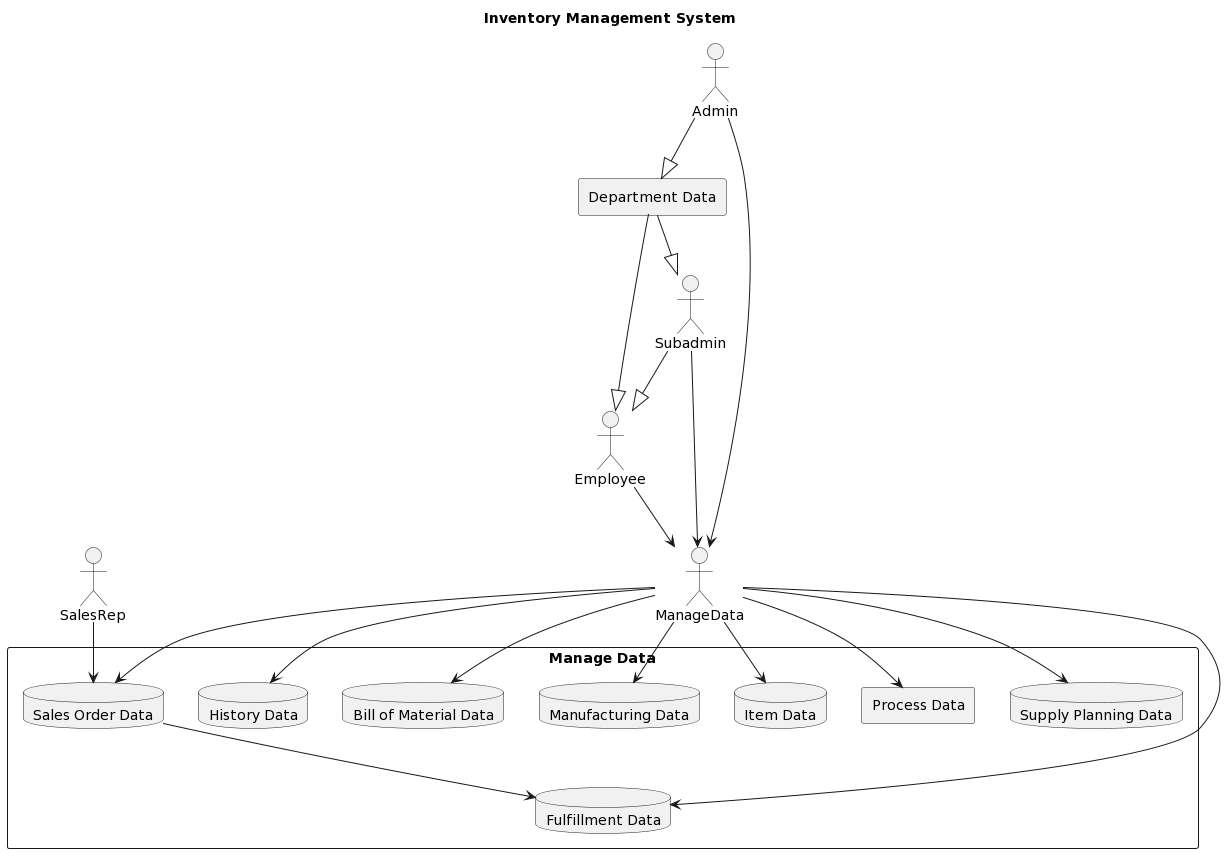 Inventory Management System
Admin
Department Data
Subadmin
Employee
SalesRep
ManageData
Manage Data
Sales Order Data
History Data
Bill of Material Data
Manufacturing Data
Item Data
Process Data
Supply Planning Data
Fulfillment Data